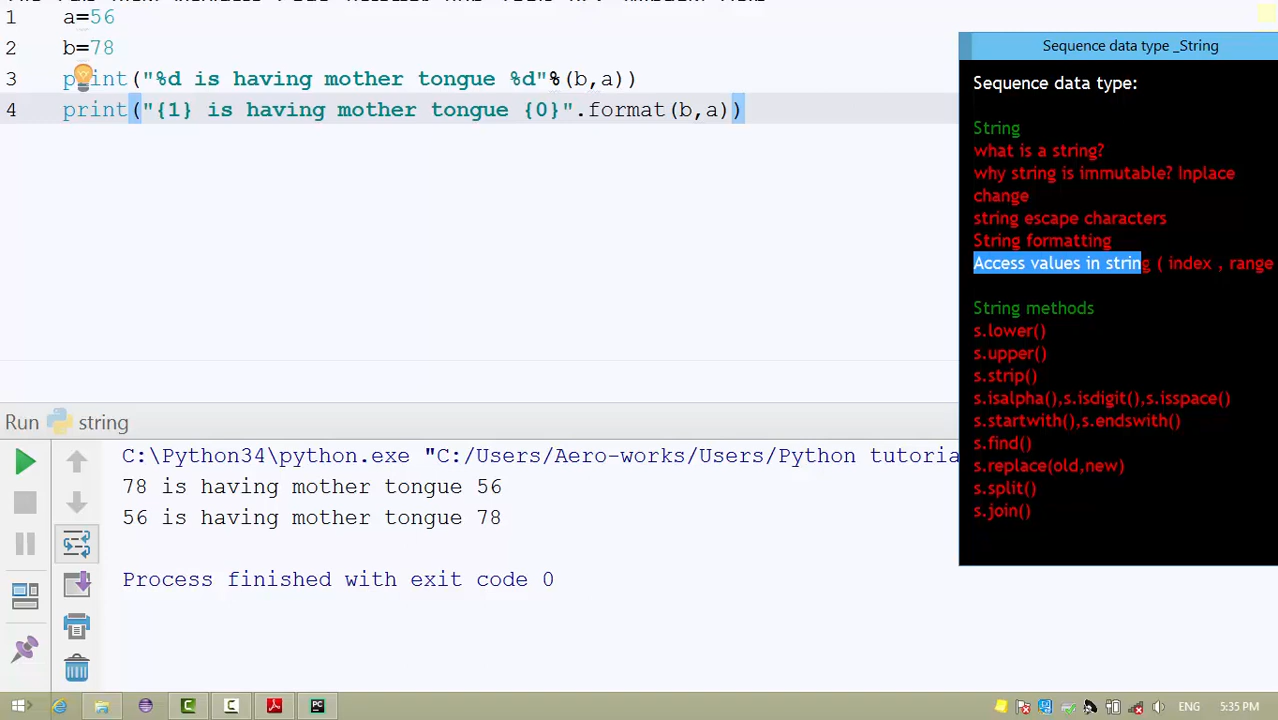 1 a=56
2 b=78
3 print("%d is having mother tongue %d"%(b,a))
4 print("{1} is having mother tongue {0}".format(b,a))
Sequence data type _String
Sequence data type:
String
what is a string?
why string is immutable? Inplace
change
string escape characters
String formatting
Access values in string ( index , range
String methods
s.lower()
s.upper()
s.strip()
s.isalpha(),s.isdigit(),s.isspace()
s.startwith(),s.endswith()
s.find()
s.replace(old,new)
s.split()
s.join()
Run string
C:\Python34\python.exe "C:/Users/Aero-works/Users/Python tutoria
78 is having mother tongue 56
56 is having mother tongue 78
Process finished with exit code 0
ENG 5:35 PM